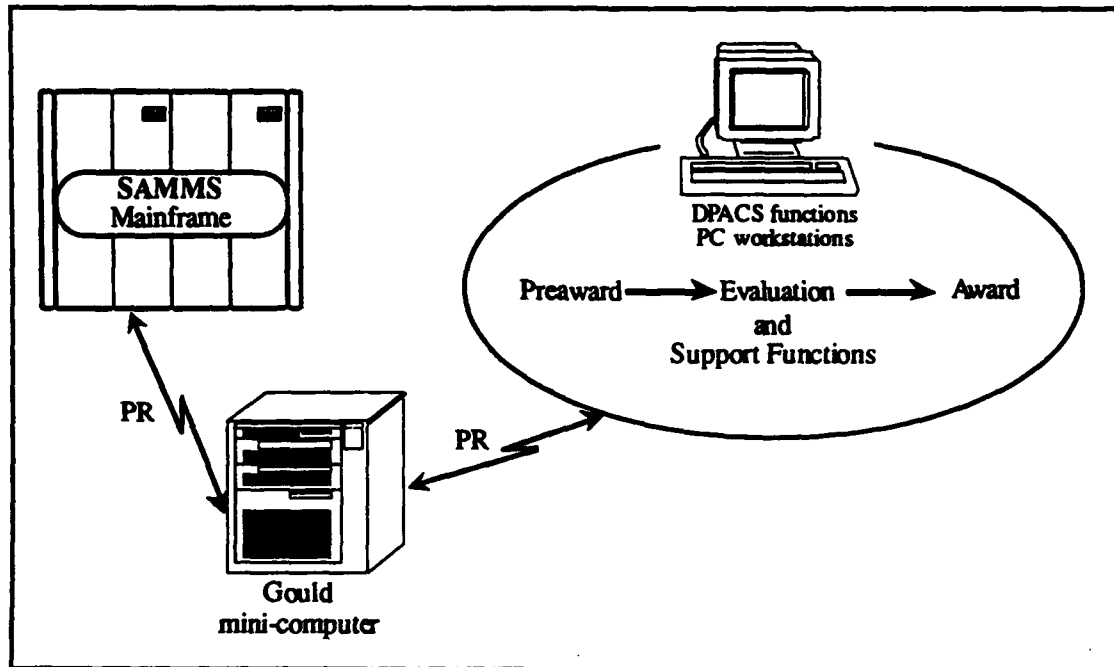 SAMMS
Mainframe
DPACS functions
PC workstations
Preaward Evaluation Award
and
Support Functions
PR
PR
Gould
mini-computer